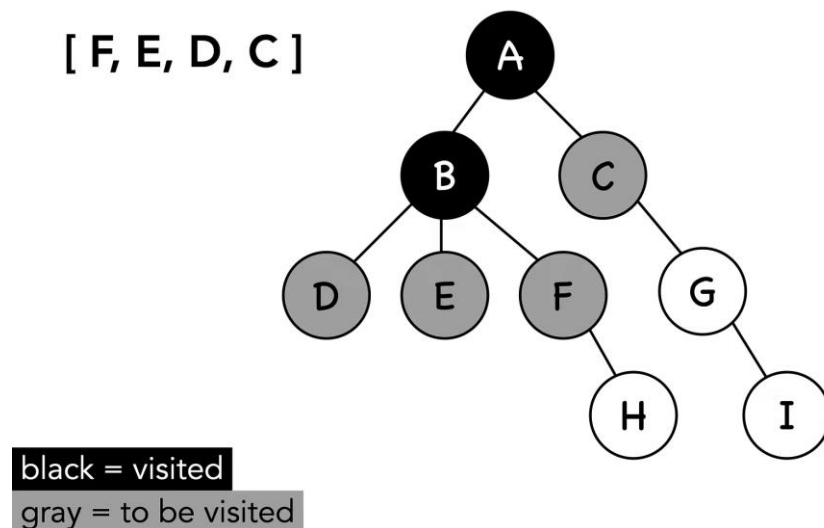 [ F, E, D, C ]
A
B
C
D
E
F
G
H
I
black = visited
gray = to be visited